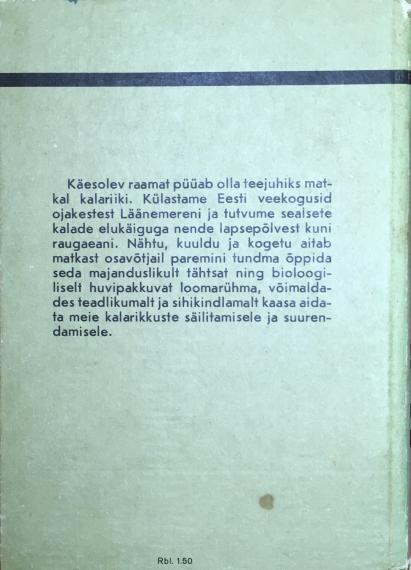 Käesolev raamat püüab olla teejuhiks mat-
kal kalariiki. Külastame Eesti veekogusid
ojakestest Läänemereni ja tutvume sealsete
kalade elukäiguga nende lapsepõlvest kuni
raugaeani. Nähtu, kuuldu ja kogetu aitab
matkast osavõtjail paremini tundma õppida
seda majanduslikult tähtsat ning bioloogi-
liselt huvipakkuvat loomarühma, võimalda-
des teadlikumalt ja sihikindlamalt kaasa aida-
ta meie kalarikkuste säilitamisele ja suuren-
damisele.
Rbl. 1.50